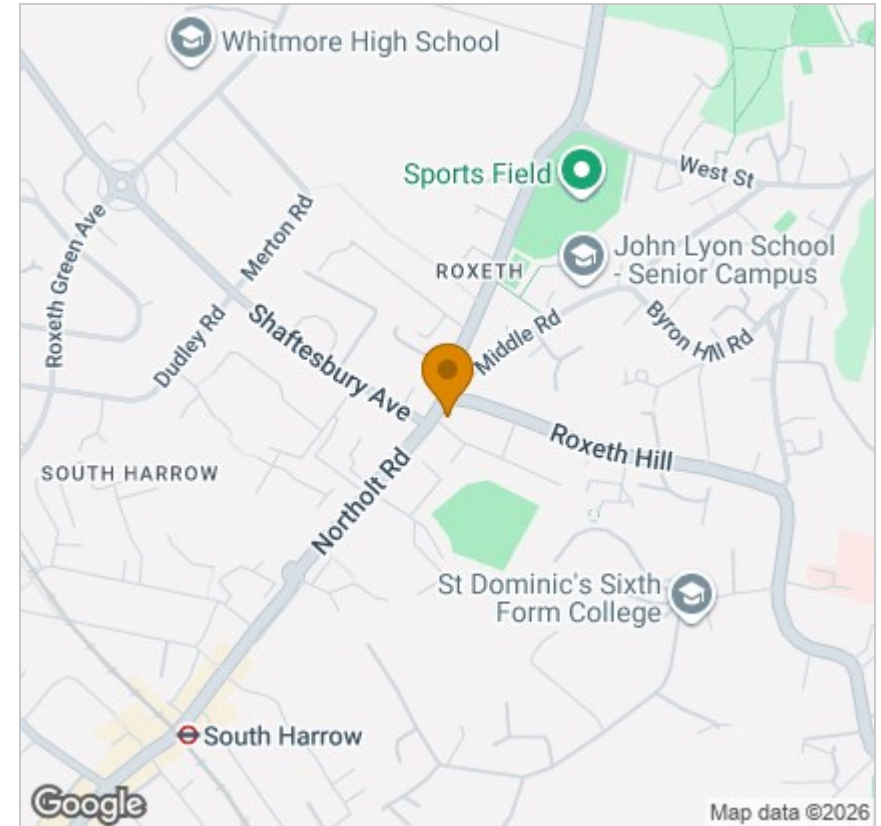 Whitmore High School
West St
Sports Field
Merton Rd
Roxeth Green Ave
ROXETH
John Lyon School
- Senior Campus
Byron Hill Rd
Middle Rd
Dudley Rd
Shaftesbury Ave
Roxeth Hill
SOUTH HARROW
Northolt Rd
St Dominic's Sixth
Form College
South Harrow
Google
Map data ©2026